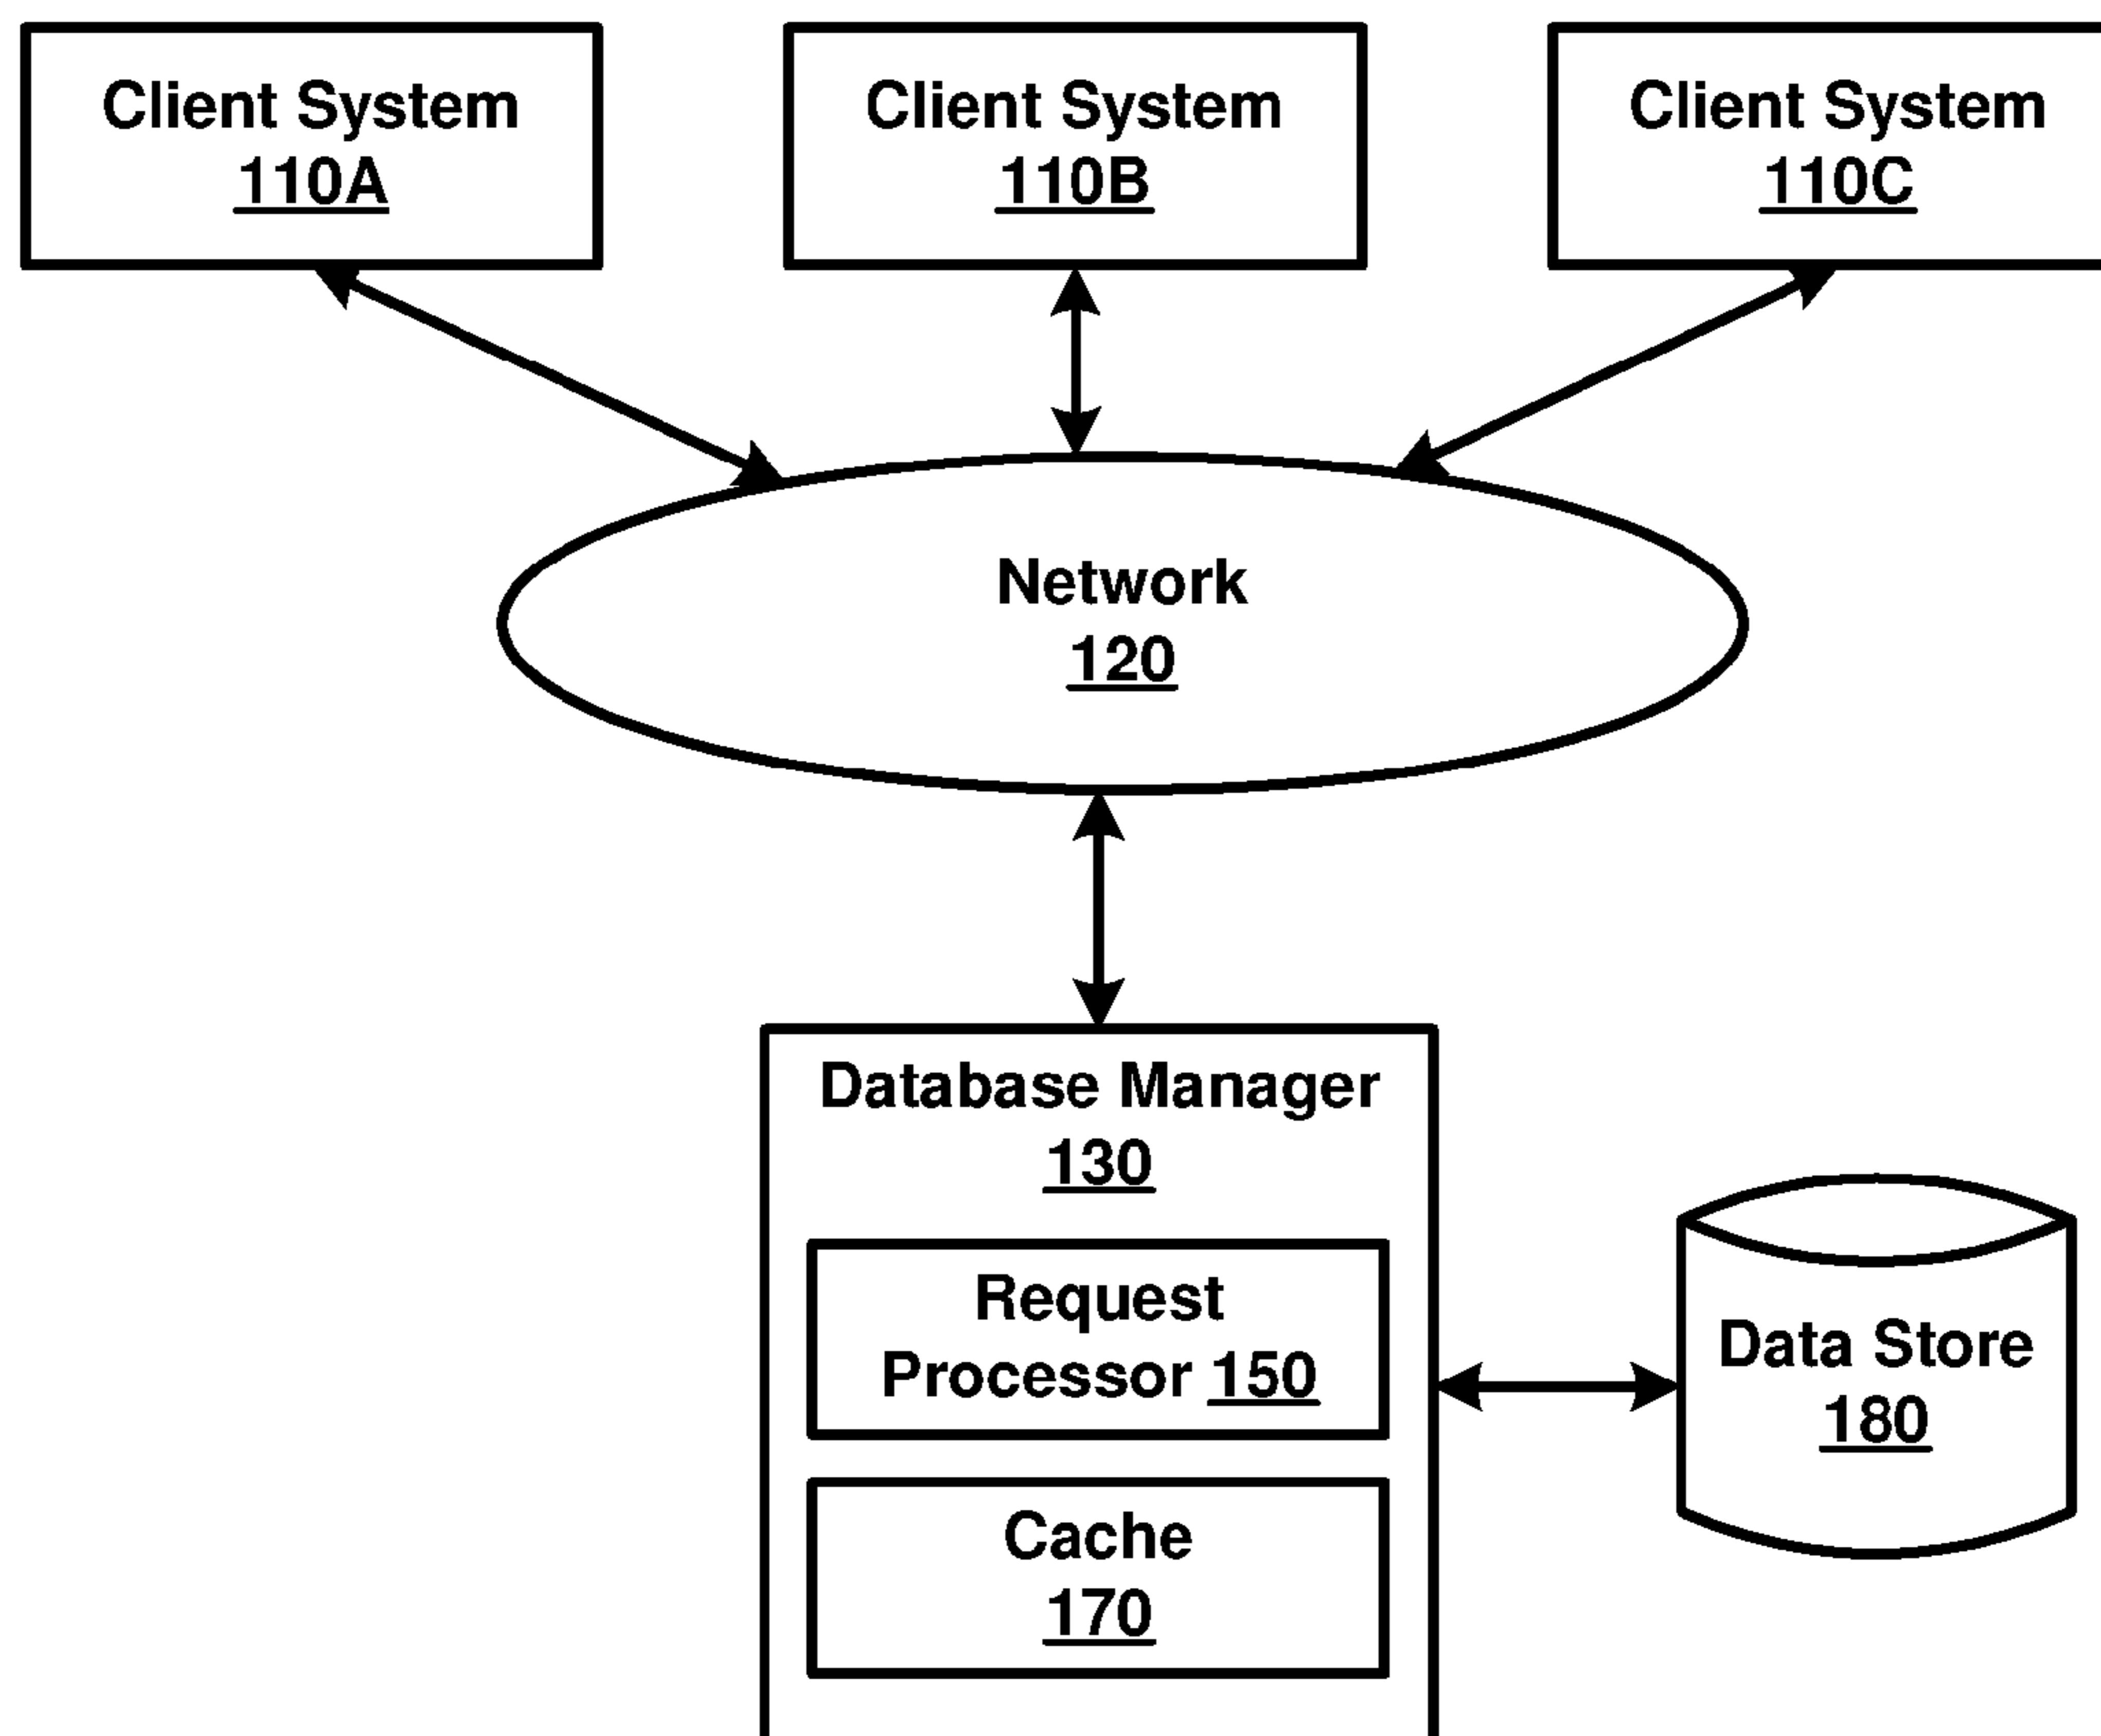 Client System
110A
Client System
110B
Client System
110C
Network
120
Database Manager
130
Request
Processor 150
Cache
170
Data Store
180